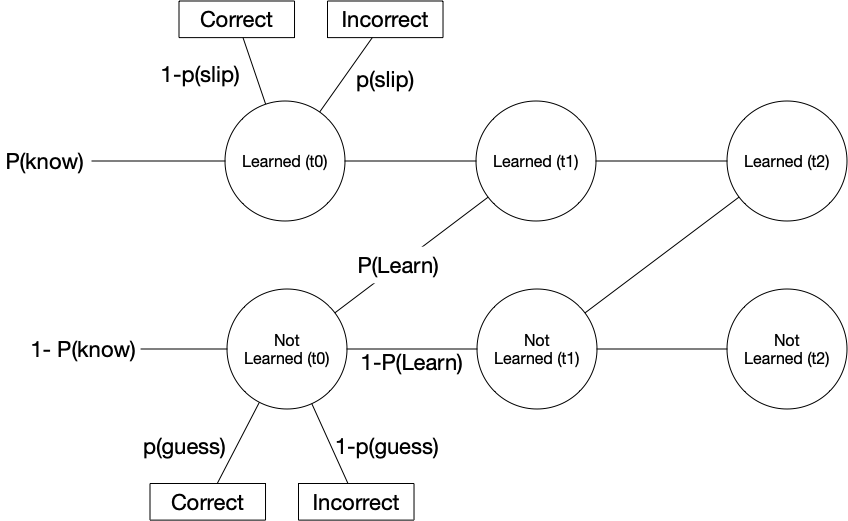 Correct
Incorrect
1-p(slip)
p(slip)
P(know)
Learned (t0)
Learned (t1)
Learned (t2)
P(Learn)
1- P(know)
Not
Learned (t0)
1-P(Learn)
Not
Learned (t1)
Not
Learned (t2)
p(guess)
1-p(guess)
Correct
Incorrect